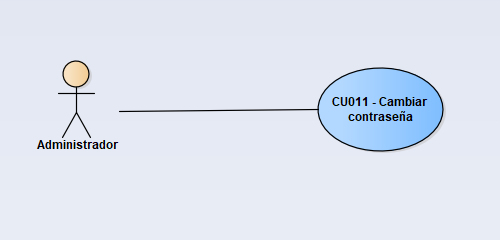 CU011 - Cambiar
contraseña
Administrador